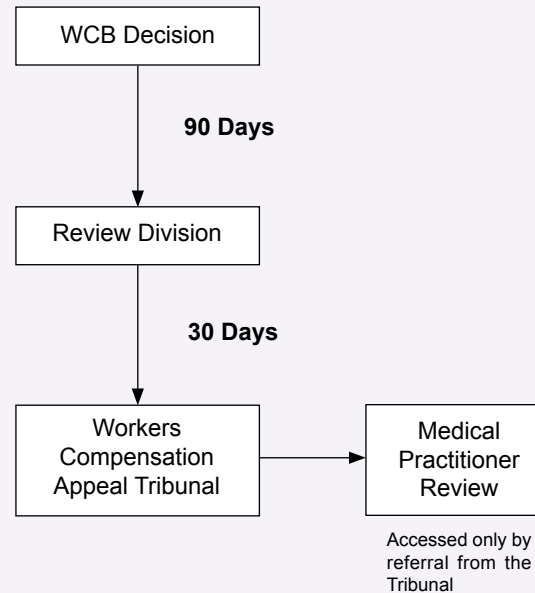 WCB Decision
90 Days
Review Division
30 Days
Workers
Compensation
Appeal Tribunal
Medical
Practitioner
Review
Accessed only by
referral from the
Tribunal